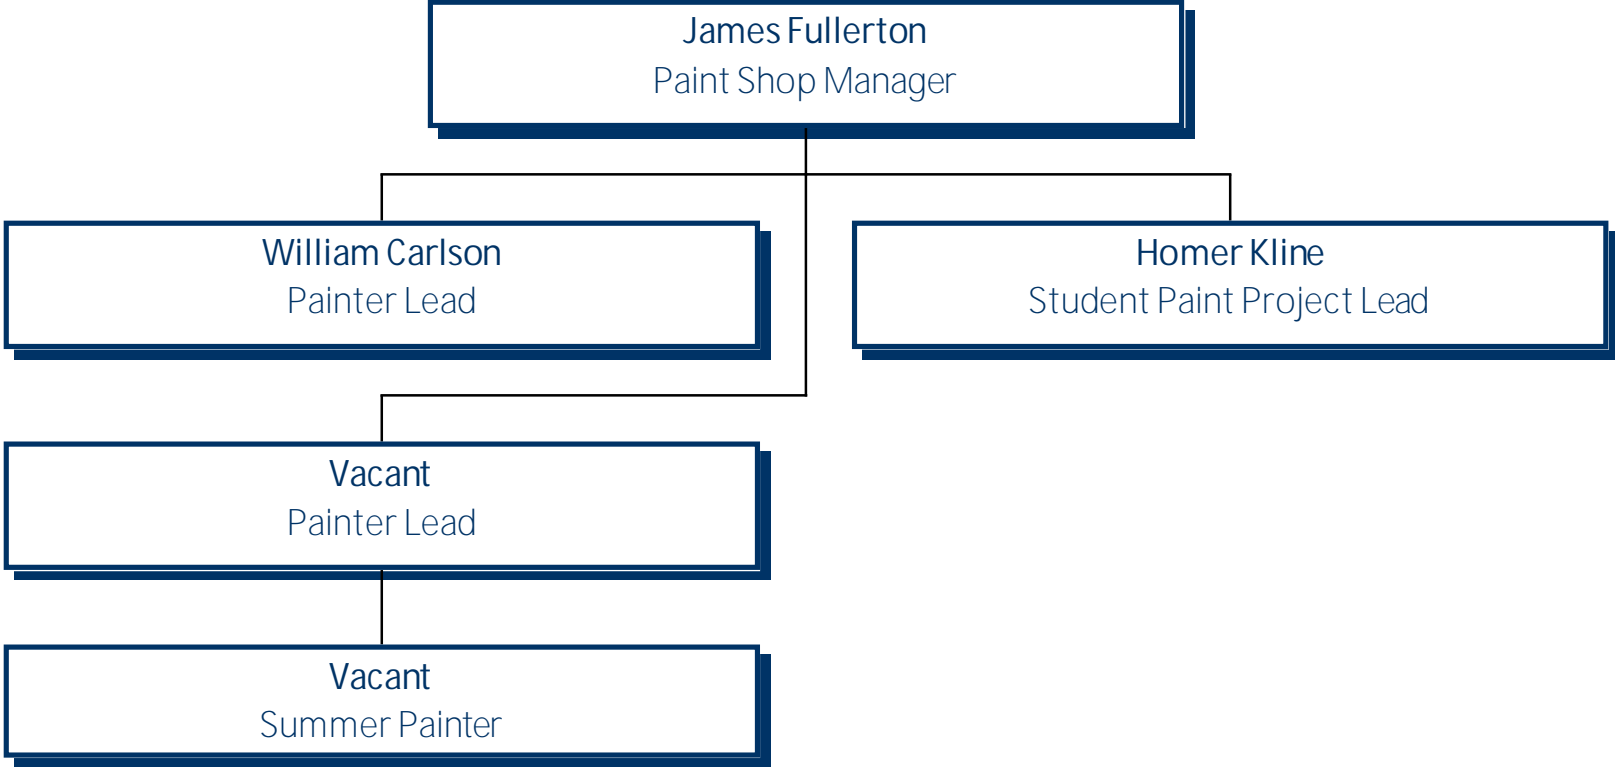 James Fullerton
Paint Shop Manager
William Carlson
Painter Lead
Homer Kline
Student Paint Project Lead
Vacant
Painter Lead
Vacant
Summer Painter